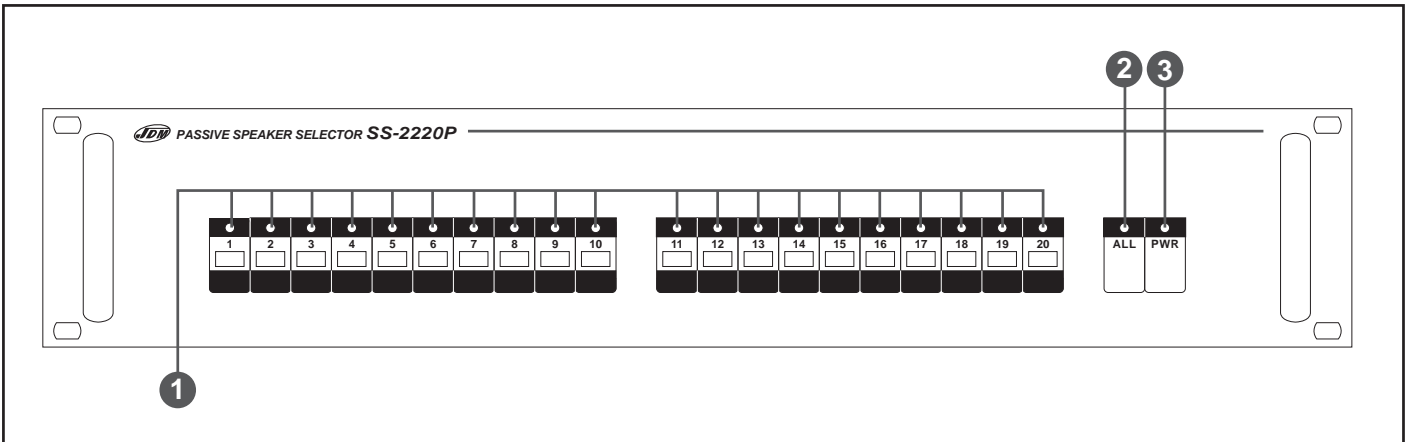 2 3
JDM PASSIVE SPEAKER SELECTOR SS-2220P
1 2 3 4 5 6 7 8 9 10 11 12 13 14 15 16 17 18 19 20 ALL PWR
1